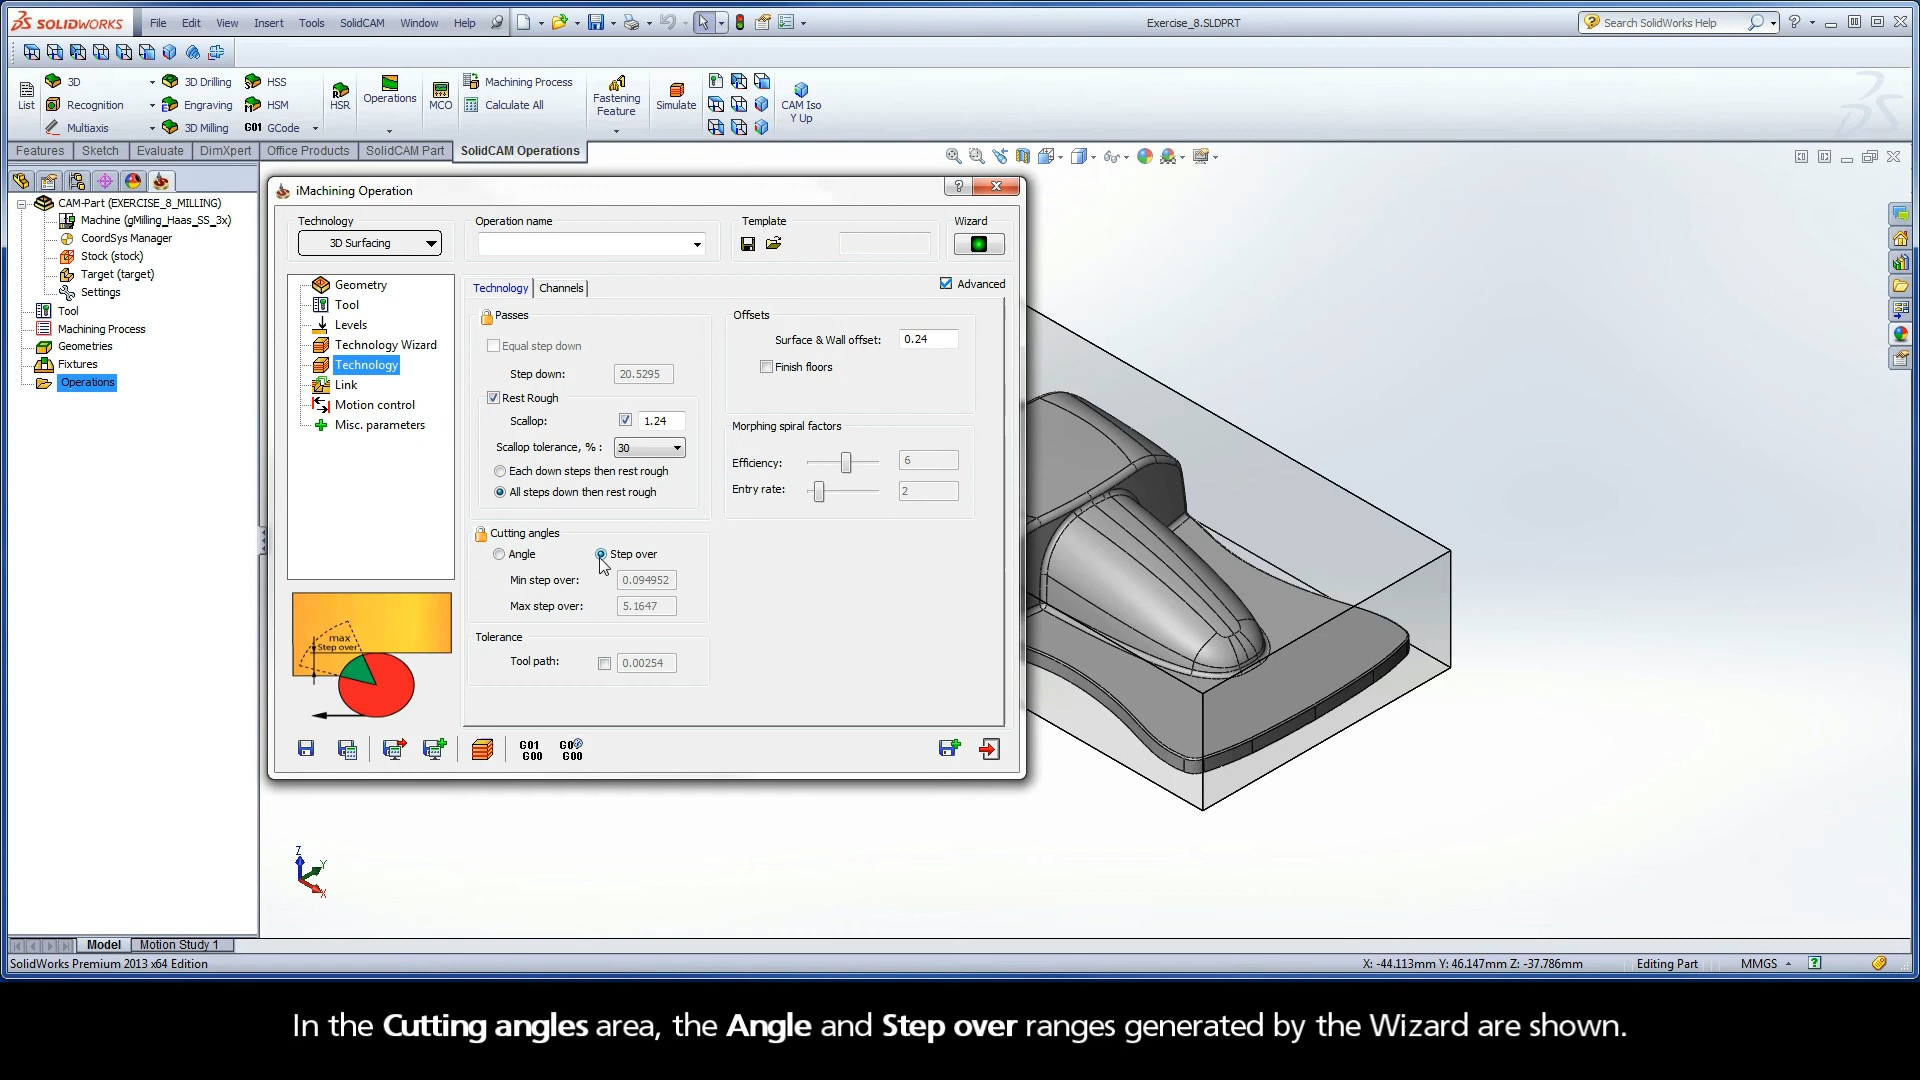 SOLIDWORKS File Edit View Insert Tools SolidCAM Window Help Exercise_8.SLDPRT Search SolidWorks Help
3D 3D Drilling HSS
Recognition Engraving HSM
Multiaxis 3D Milling G01 GCode
List HSR Operations MCO
Machining Process
Calculate All
Fastening
Feature
Simulate
CAM Iso
Y Up
Features Sketch Evaluate DimXpert Office Products SolidCAM Part SolidCAM Operations
CAM-Part (EXERCISE_8_MILLING)
Machine (gMilling_Haas_SS_3x)
CoordSys Manager
Stock (stock)
Target (target)
Settings
Tool
Machining Process
Geometries
Fixtures
Operations
iMachining Operation
Technology
3D Surfacing
Operation name
Template
Wizard
Geometry
Tool
Levels
Technology Wizard
Technology
Link
Motion control
Misc. parameters
max
Step over
Technology Channels Advanced
Passes
Equal step down
Step down: 20.5295
Rest Rough
Scallop: 1.24
Scallop tolerance, % : 30
Each down steps then rest rough
All steps down then rest rough
Cutting angles
Angle Step over
Min step over: 0.094952
Max step over: 5.1647
Tolerance
Tool path: 0.00254
Offsets
Surface & Wall offset: 0.24
Finish floors
Morphing spiral factors
Efficiency: 6
Entry rate: 2
G01
G00
G0
G00
Z
Y
X
Model Motion Study 1
SolidWorks Premium 2013 x64 Edition X: -44.113mm Y: 46.147mm Z: -37.786mm Editing Part MMGS
In the Cutting angles area, the Angle and Step over ranges generated by the Wizard are shown.